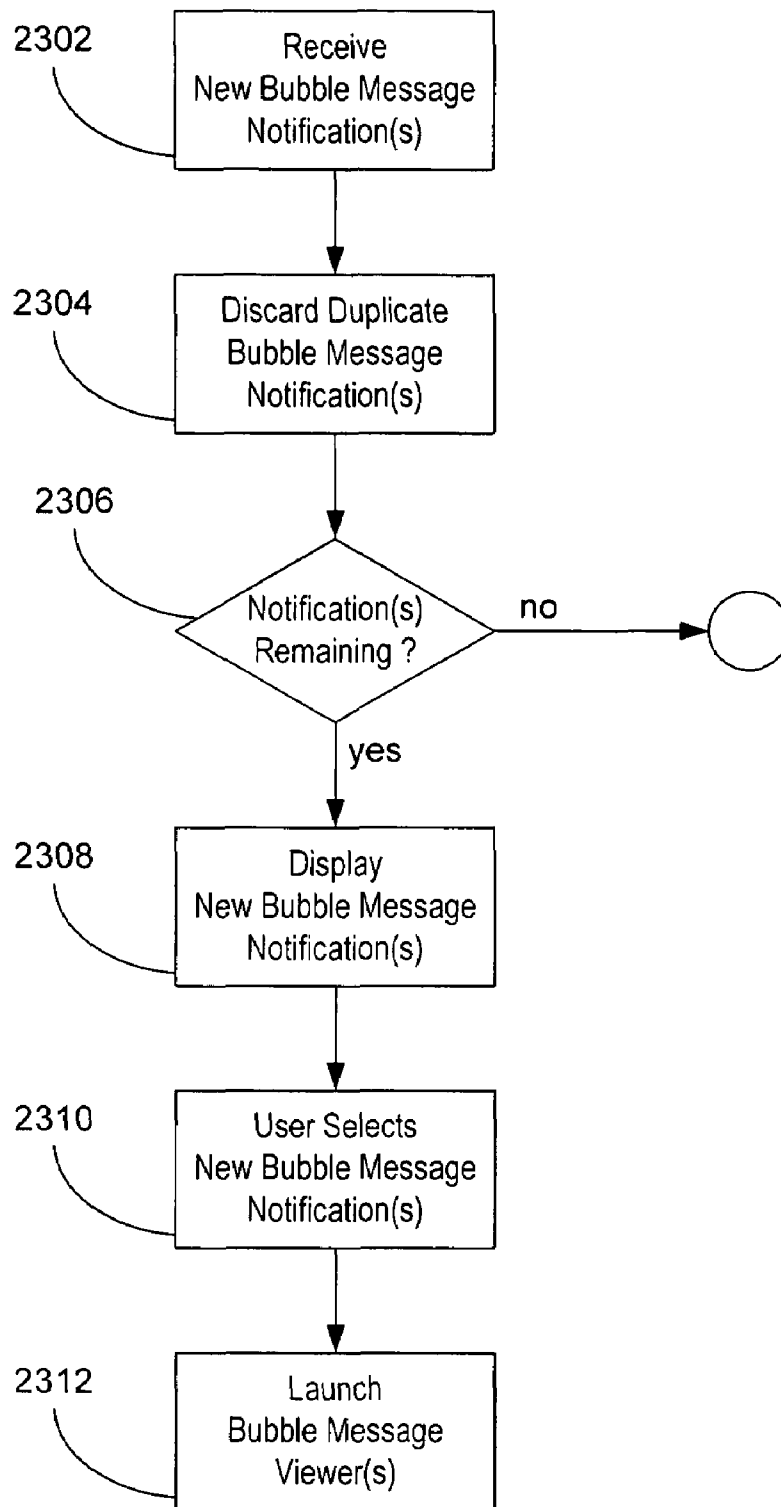 2302
Receive
New Bubble Message
Notification(s)
2304
Discard Duplicate
Bubble Message
Notification(s)
2306
Notification(s)
Remaining ?
no
yes
2308
Display
New Bubble Message
Notification(s)
2310
User Selects
New Bubble Message
Notification(s)
2312
Launch
Bubble Message
Viewer(s)